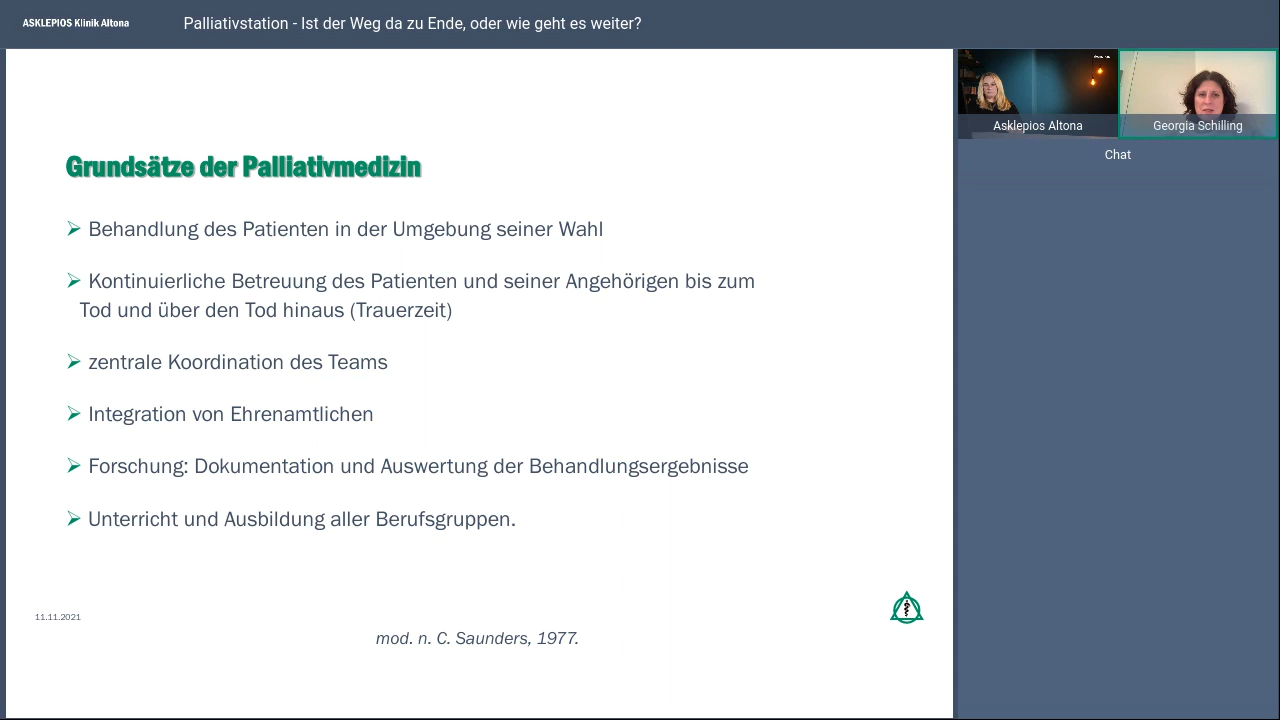 ASKLEPIOS Klinik Altona
Palliativstation - Ist der Weg da zu Ende, oder wie geht es weiter?
Asklepios Altona
Georgia Schilling
Chat
Grundsätze der Palliativmedizin
➢ Behandlung des Patienten in der Umgebung seiner Wahl
➢ Kontinuierliche Betreuung des Patienten und seiner Angehörigen bis zum
Tod und über den Tod hinaus (Trauerzeit)
➢ zentrale Koordination des Teams
➢ Integration von Ehrenamtlichen
➢ Forschung: Dokumentation und Auswertung der Behandlungsergebnisse
➢ Unterricht und Ausbildung aller Berufsgruppen.
11.11.2021
mod. n. C. Saunders, 1977.